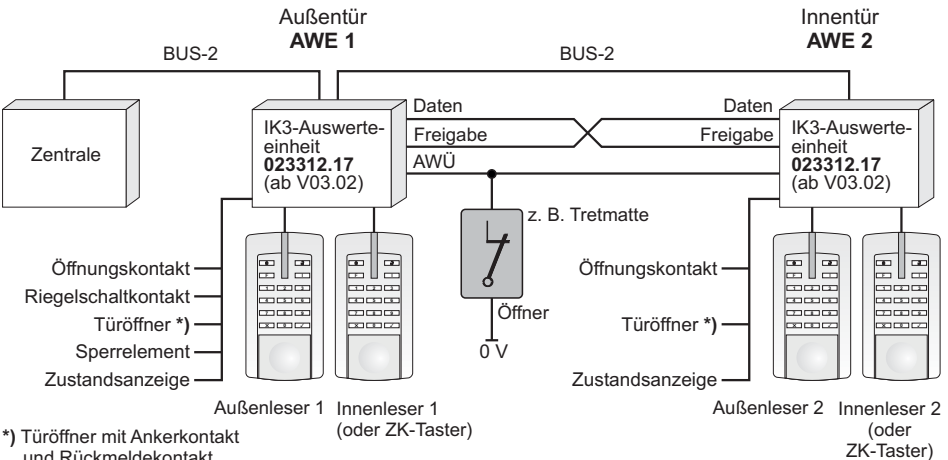 Außentür
AWE 1
Innentür
AWE 2
BUS-2
BUS-2
Zentrale
IK3-Auswerte-
einheit
023312.17
(ab V03.02)
Daten
Freigabe
AWÜ
Daten
Freigabe
IK3-Auswerte-
einheit
023312.17
(ab V03.02)
z. B. Tretmatte
Öffner
0 V
Öffnungskontakt
Riegelschaltkontakt
Türöffner *)
Sperrelement
Zustandsanzeige
Öffnungskontakt
Türöffner *)
Zustandsanzeige
Außenleser 1
Innenleser 1
(oder ZK-Taster)
Außenleser 2
Innenleser 2
(oder
ZK-Taster)
*) Türöffner mit Ankerkontakt
und Rückmeldekontakt